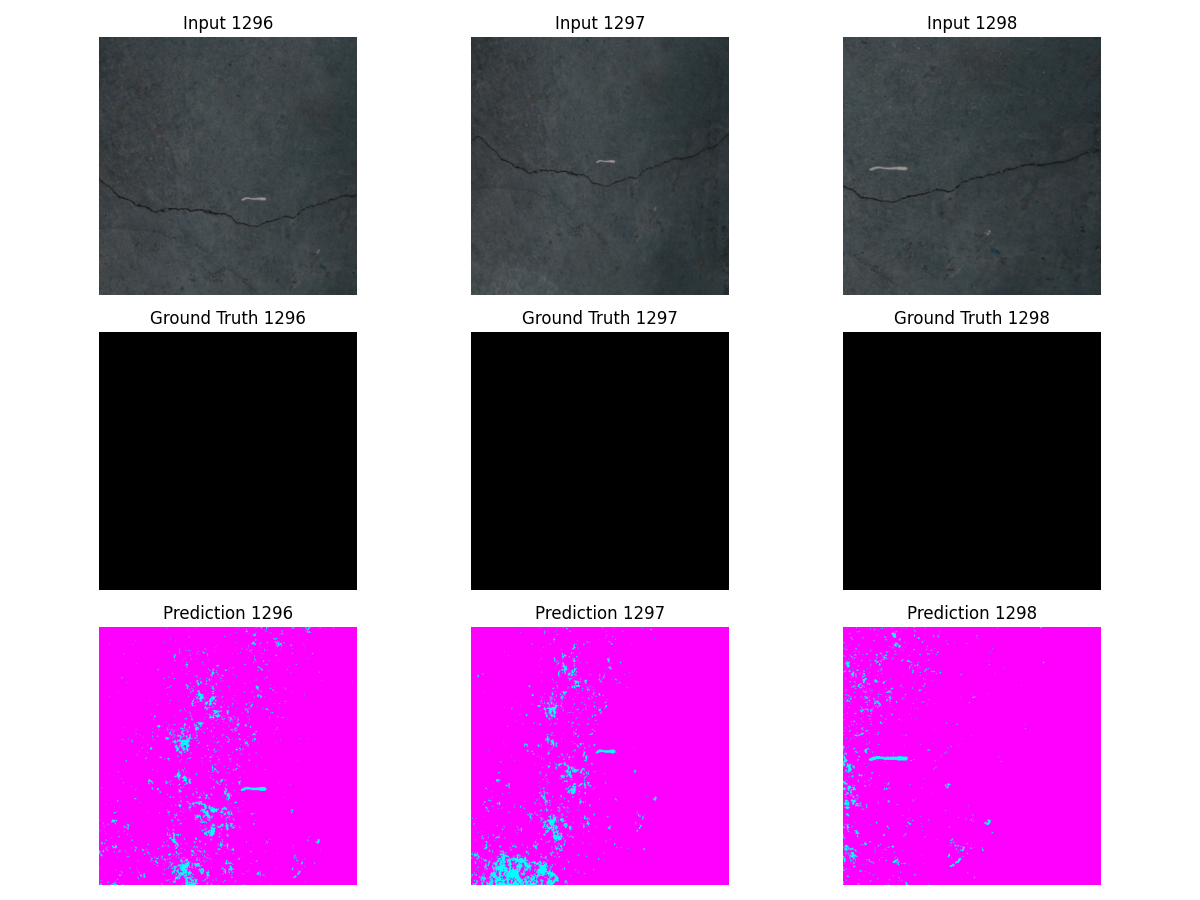 Input 1296
Input 1297
Input 1298
Ground Truth 1296
Ground Truth 1297
Ground Truth 1298
Prediction 1296
Prediction 1297
Prediction 1298